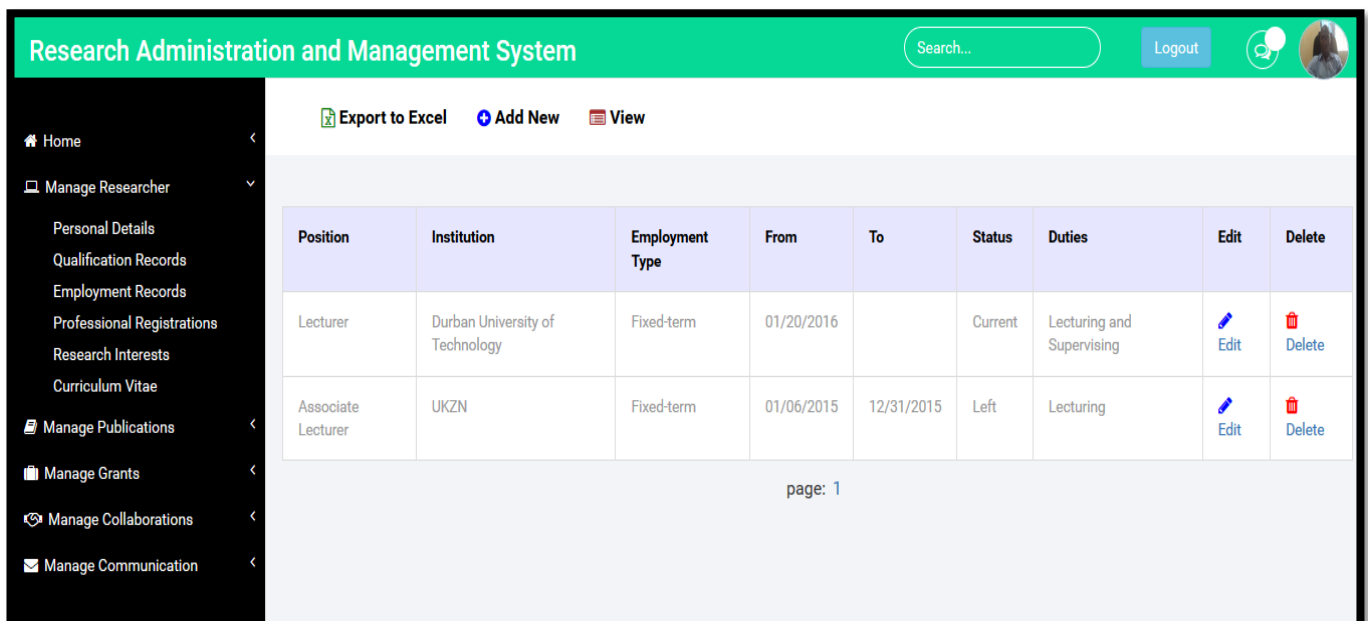 Research Administration and Management System
Search...
Logout
Export to Excel
Add New
View
Home
Manage Researcher
Personal Details
Qualification Records
Employment Records
Professional Registrations
Research Interests
Curriculum Vitae
Manage Publications
Manage Grants
Manage Collaborations
Manage Communication
Position Institution Employment Type From To Status Duties Edit Delete
Lecturer Durban University of Technology Fixed-term 01/20/2016 Current Lecturing and Supervising Edit Delete
Associate Lecturer UKZN Fixed-term 01/06/2015 12/31/2015 Left Lecturing Edit Delete
page: 1